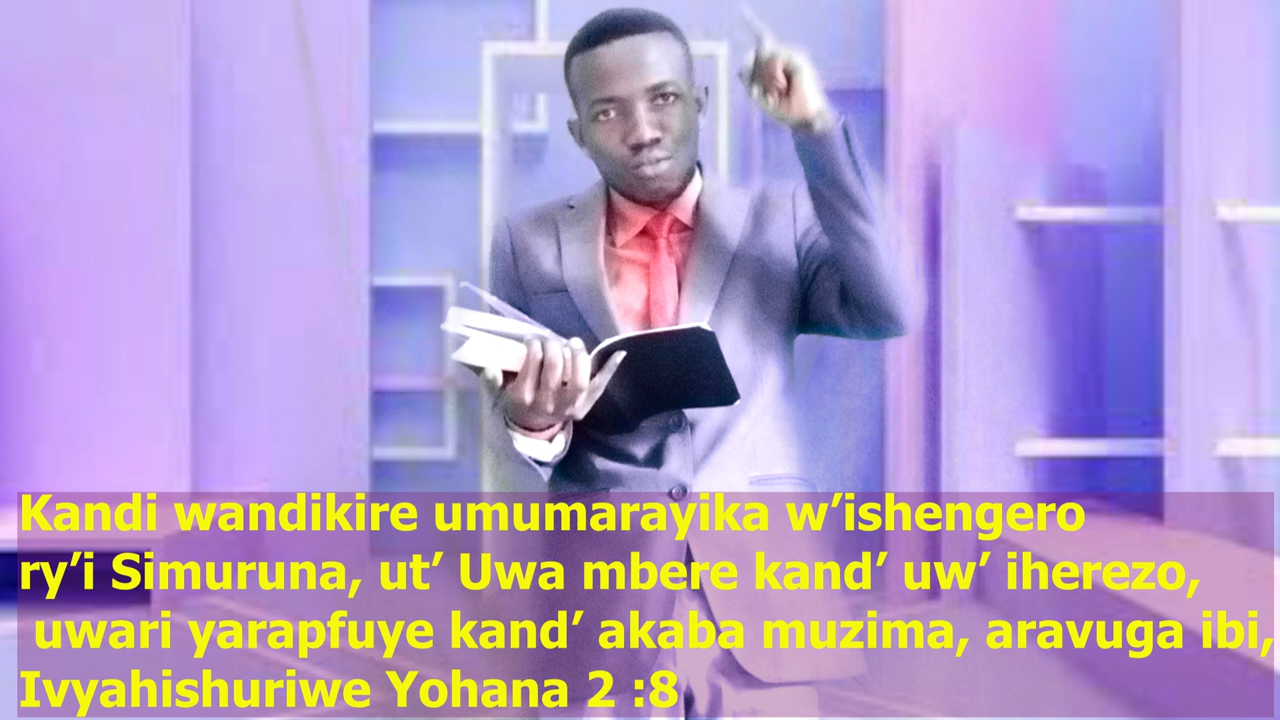 Kandi wandikire umumarayika w’ishengero
ry’i Simuruna, ut’ Uwa mbere kand’ uw’ iherezo,
uwari yarapfuye kand’ akaba muzima, aravuga ibi,
Ivyahishuriwe Yohana 2 :8